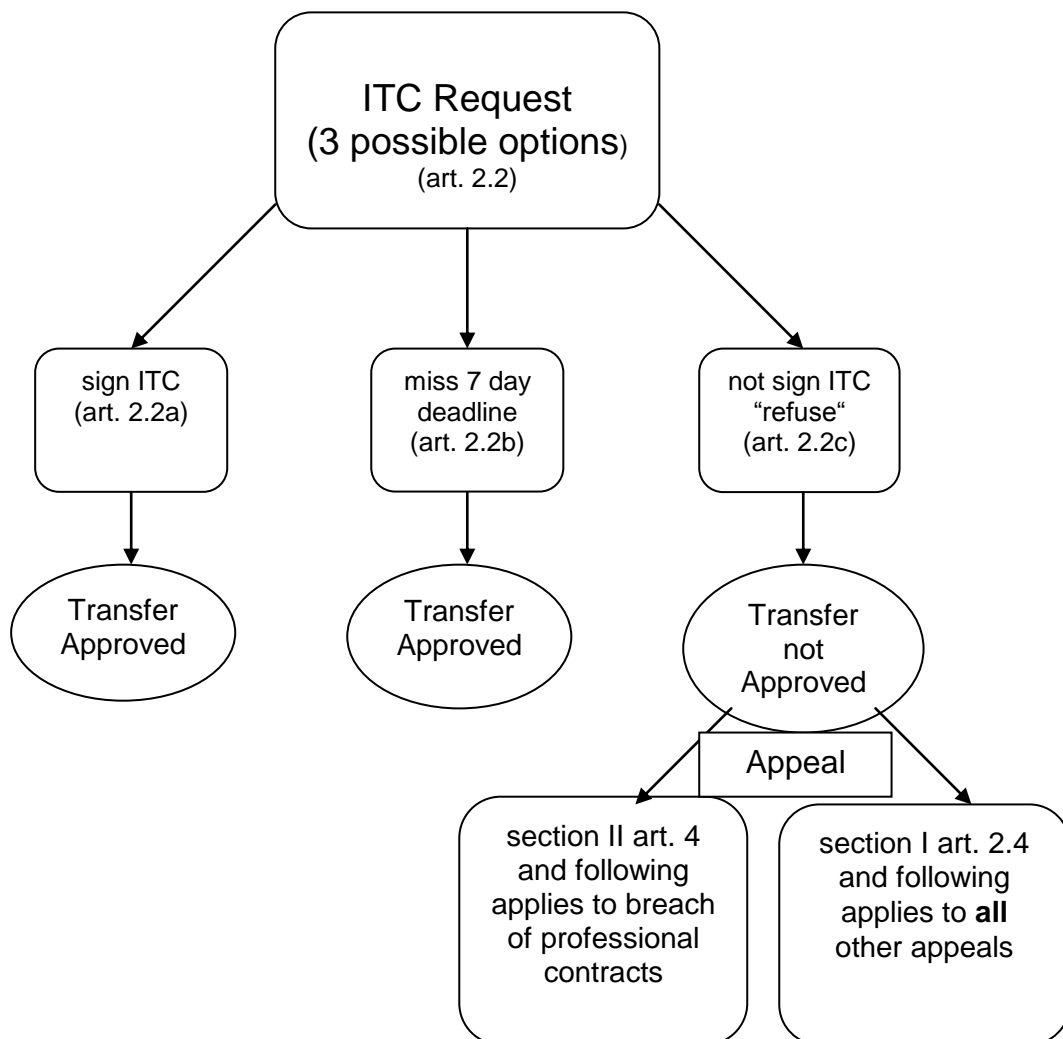 ITC Request
(3 possible options)
(art. 2.2)
sign ITC
(art. 2.2a)
miss 7 day
deadline
(art. 2.2b)
not sign ITC
“refuse“
(art. 2.2c)
Transfer
Approved
Transfer
Approved
Transfer
not
Approved
Appeal
section II art. 4
and following
applies to breach
of professional
contracts
section I art. 2.4
and following
applies to all
other appeals